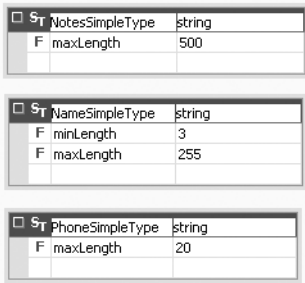 ST NotesSimpleType string
F maxLength 500
ST NameSimpleType string
F minLength 3
F maxLength 255
ST PhoneSimpleType string
F maxLength 20